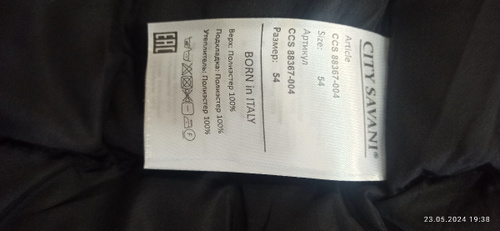 CITY SAVANI®
Article
CCS 88367-004
Size: 54
Артикул
CCS 88367-004
Размер: 54
BORN in ITALY
Верх: Полиэстер 100%
Подкладка: Полиэстер 100%
Утеплитель: Полиэстер 100%
EAC
23.05.2024 19:38